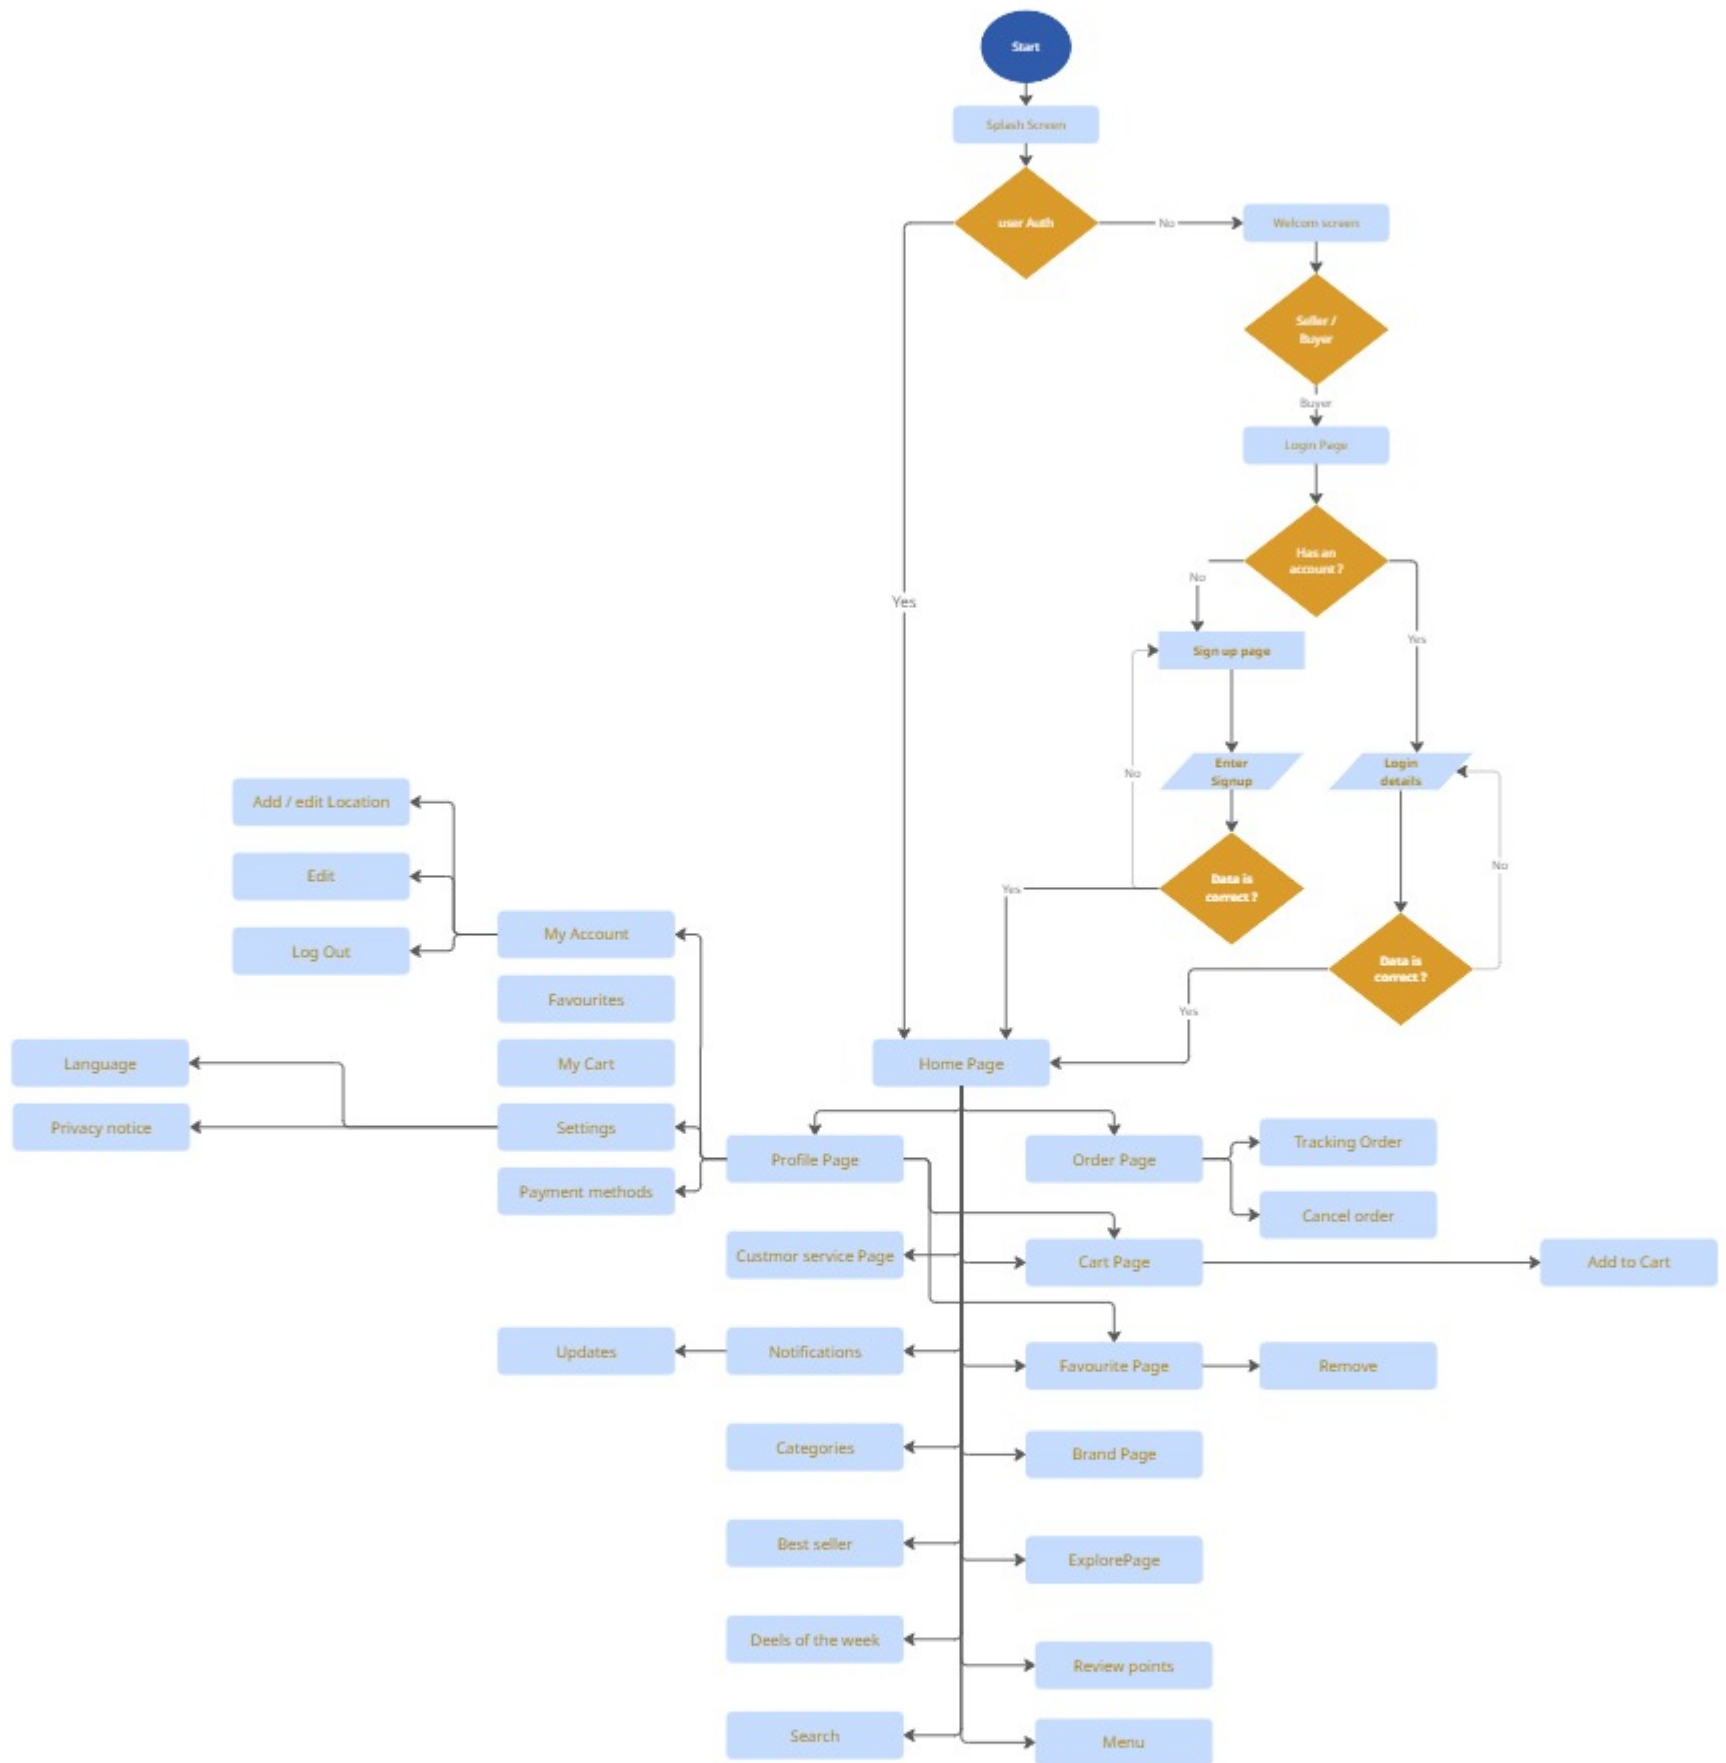 Start
Splash Screen
user Auth
No
Welcom screen
Seller /
Buyer
Buyer
Login Page
Has an
account ?
No
Yes
Yes
Sign up page
Enter
Signup
Login
details
No
No
Data is
correct ?
Yes
Data is
correct ?
Yes
Add / edit Location
Edit
Log Out
My Account
Favourites
My Cart
Settings
Payment methods
Language
Privacy notice
Home Page
Profile Page
Order Page
Tracking Order
Cancel order
Custmor service Page
Cart Page
Add to Cart
Updates
Notifications
Favourite Page
Remove
Categories
Brand Page
Best seller
ExplorePage
Deels of the week
Review points
Search
Menu